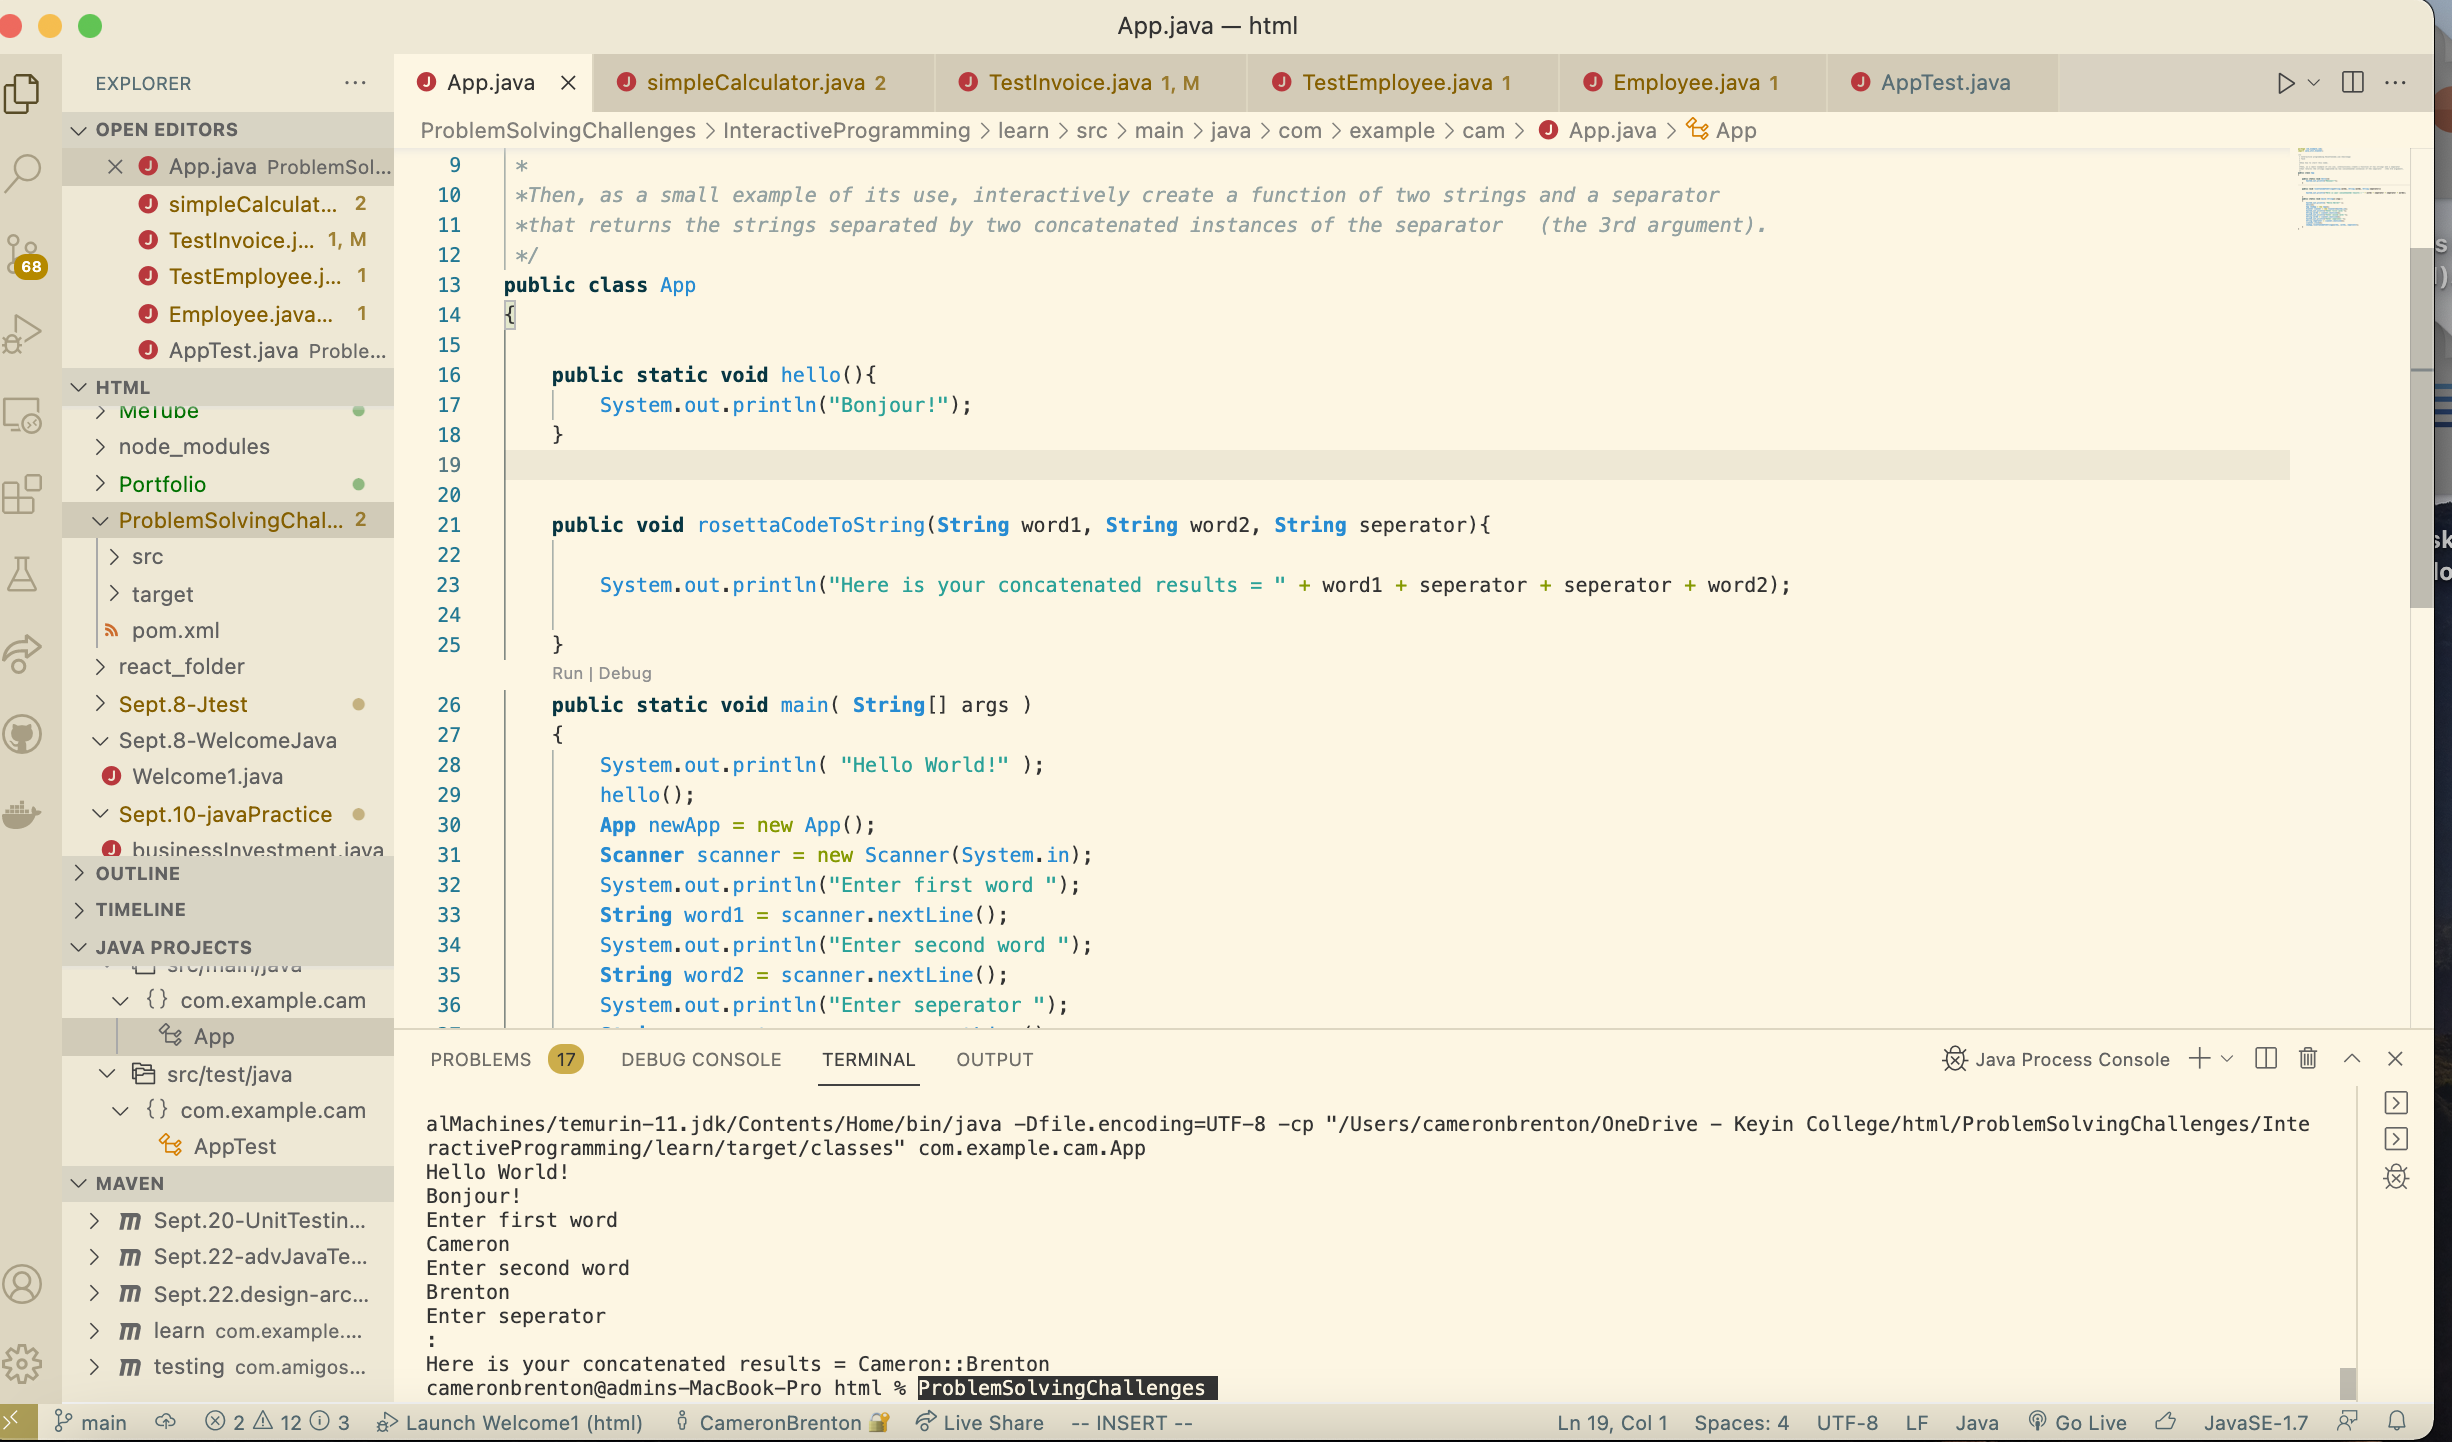 App.java — html
EXPLORER
App.java
simpleCalculator.java 2
TestInvoice.java 1, M
TestEmployee.java 1
Employee.java 1
AppTest.java
OPEN EDITORS
App.java ProblemSol...
simpleCalculat... 2
TestInvoice.j... 1, M
TestEmployee.j... 1
Employee.java... 1
AppTest.java Proble...
HTML
MeTube
node_modules
Portfolio
ProblemSolvingChal... 2
src
target
pom.xml
react_folder
Sept.8-Jtest
Sept.8-WelcomeJava
Welcome1.java
Sept.10-javaPractice
businessInvestment.java
OUTLINE
TIMELINE
JAVA PROJECTS
src/main/java
com.example.cam
App
src/test/java
com.example.cam
AppTest
MAVEN
Sept.20-UnitTestin...
Sept.22-advJavaTe...
Sept.22.design-arc...
learn com.example....
testing com.amigos...
68
ProblemSolvingChallenges > InteractiveProgramming > learn > src > main > java > com > example > cam > App.java > App
9 *
10 *Then, as a small example of its use, interactively create a function of two strings and a separator
11 *that returns the strings separated by two concatenated instances of the separator (the 3rd argument).
12 */
13 public class App
14 {
15
16 public static void hello(){
17 System.out.println("Bonjour!");
18 }
19
20
21 public void rosettaCodeToString(String word1, String word2, String seperator){
22
23 System.out.println("Here is your concatenated results = " + word1 + seperator + seperator + word2);
24
25 }
Run | Debug
26 public static void main( String[] args )
27 {
28 System.out.println( "Hello World!" );
29 hello();
30 App newApp = new App();
31 Scanner scanner = new Scanner(System.in);
32 System.out.println("Enter first word ");
33 String word1 = scanner.nextLine();
34 System.out.println("Enter second word ");
35 String word2 = scanner.nextLine();
36 System.out.println("Enter seperator ");
PROBLEMS 17 DEBUG CONSOLE TERMINAL OUTPUT
Java Process Console
alMachines/temurin-11.jdk/Contents/Home/bin/java -Dfile.encoding=UTF-8 -cp "/Users/cameronbrenton/OneDrive - Keyin College/html/ProblemSolvingChallenges/Inte
ractiveProgramming/learn/target/classes" com.example.cam.App
Hello World!
Bonjour!
Enter first word
Cameron
Enter second word
Brenton
Enter seperator
:
Here is your concatenated results = Cameron::Brenton
cameronbrenton@admins-MacBook-Pro html % ProblemSolvingChallenges
main 2 12 3 Launch Welcome1 (html) CameronBrenton Live Share -- INSERT -- Ln 19, Col 1 Spaces: 4 UTF-8 LF Java Go Live JavaSE-1.7